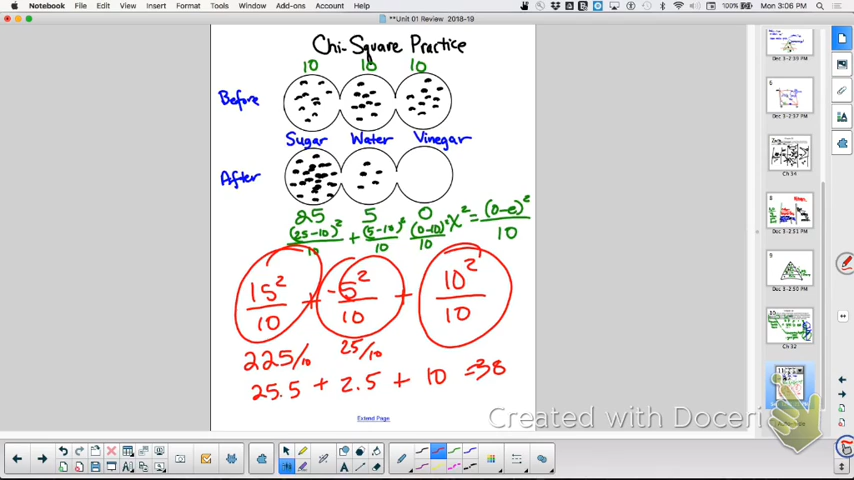 Notebook File Edit View Insert Format Tools Window Add-ons Account Help 100% Mon 3:06 PM
**Unit 01 Review 2018-19
Chi-Square Practice
10 10 10
Before
Sugar Water Vinegar
After
25 5 0
(25-10)²/10 + (5-10)²/10 (0-10)²/10 X² = (o-e)²/10
15²/10 + -5²/10 + 10²/10
225/10 25/10
25.5 + 2.5 + 10 = 38
Extend Page
Created with Doceri
Dec 3-2:39 PM
6
Dec 3-2:37 PM
Ch 34
8
Dec 3-2:51 PM
9
Dec 3-2:50 PM
10
Ch 32
11